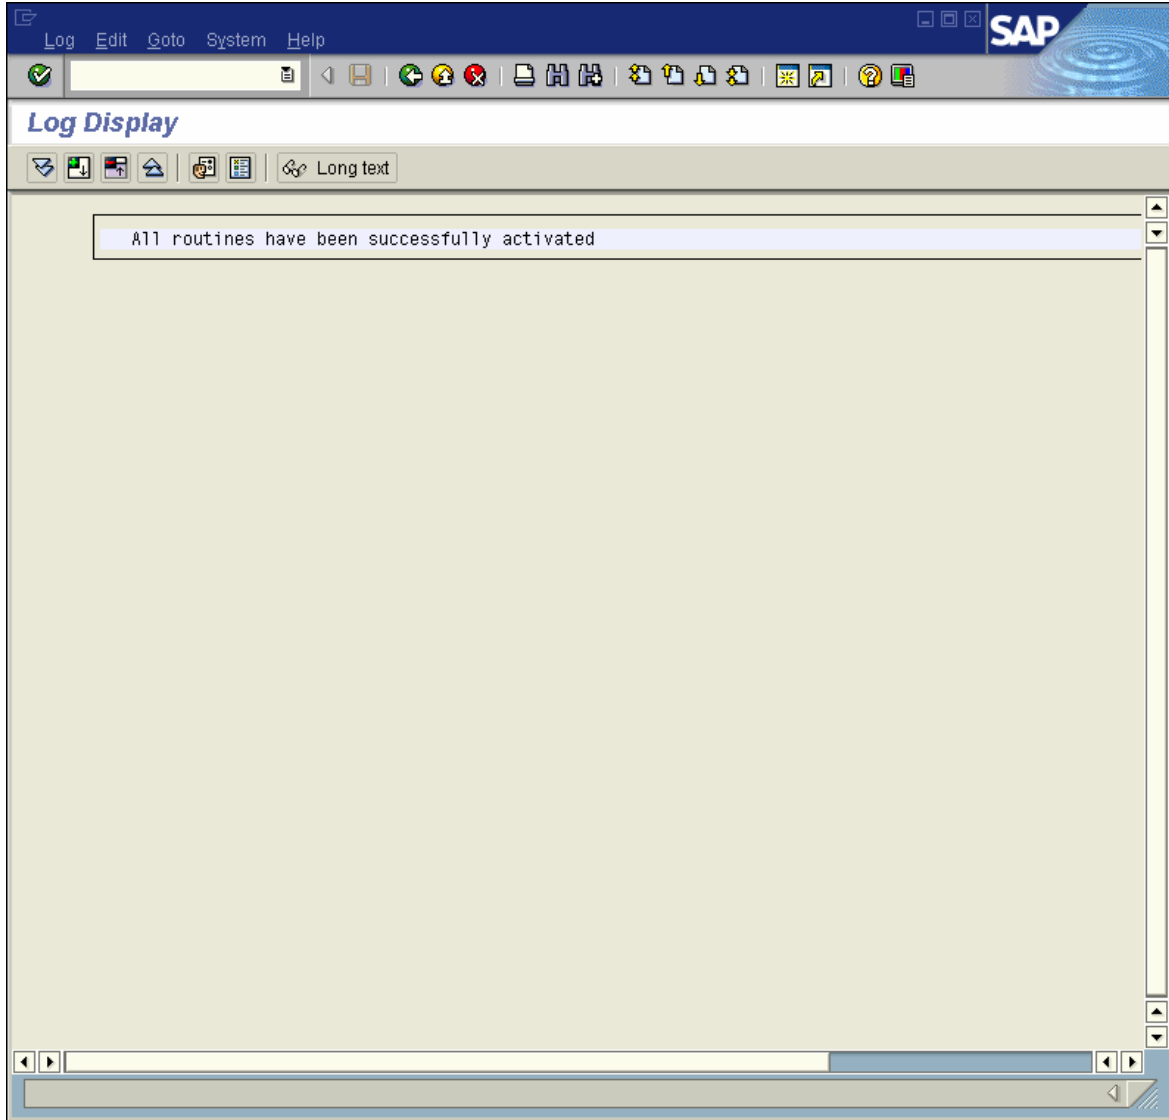 Log Edit Goto System Help
SAP
Log Display
Long text
All routines have been successfully activated